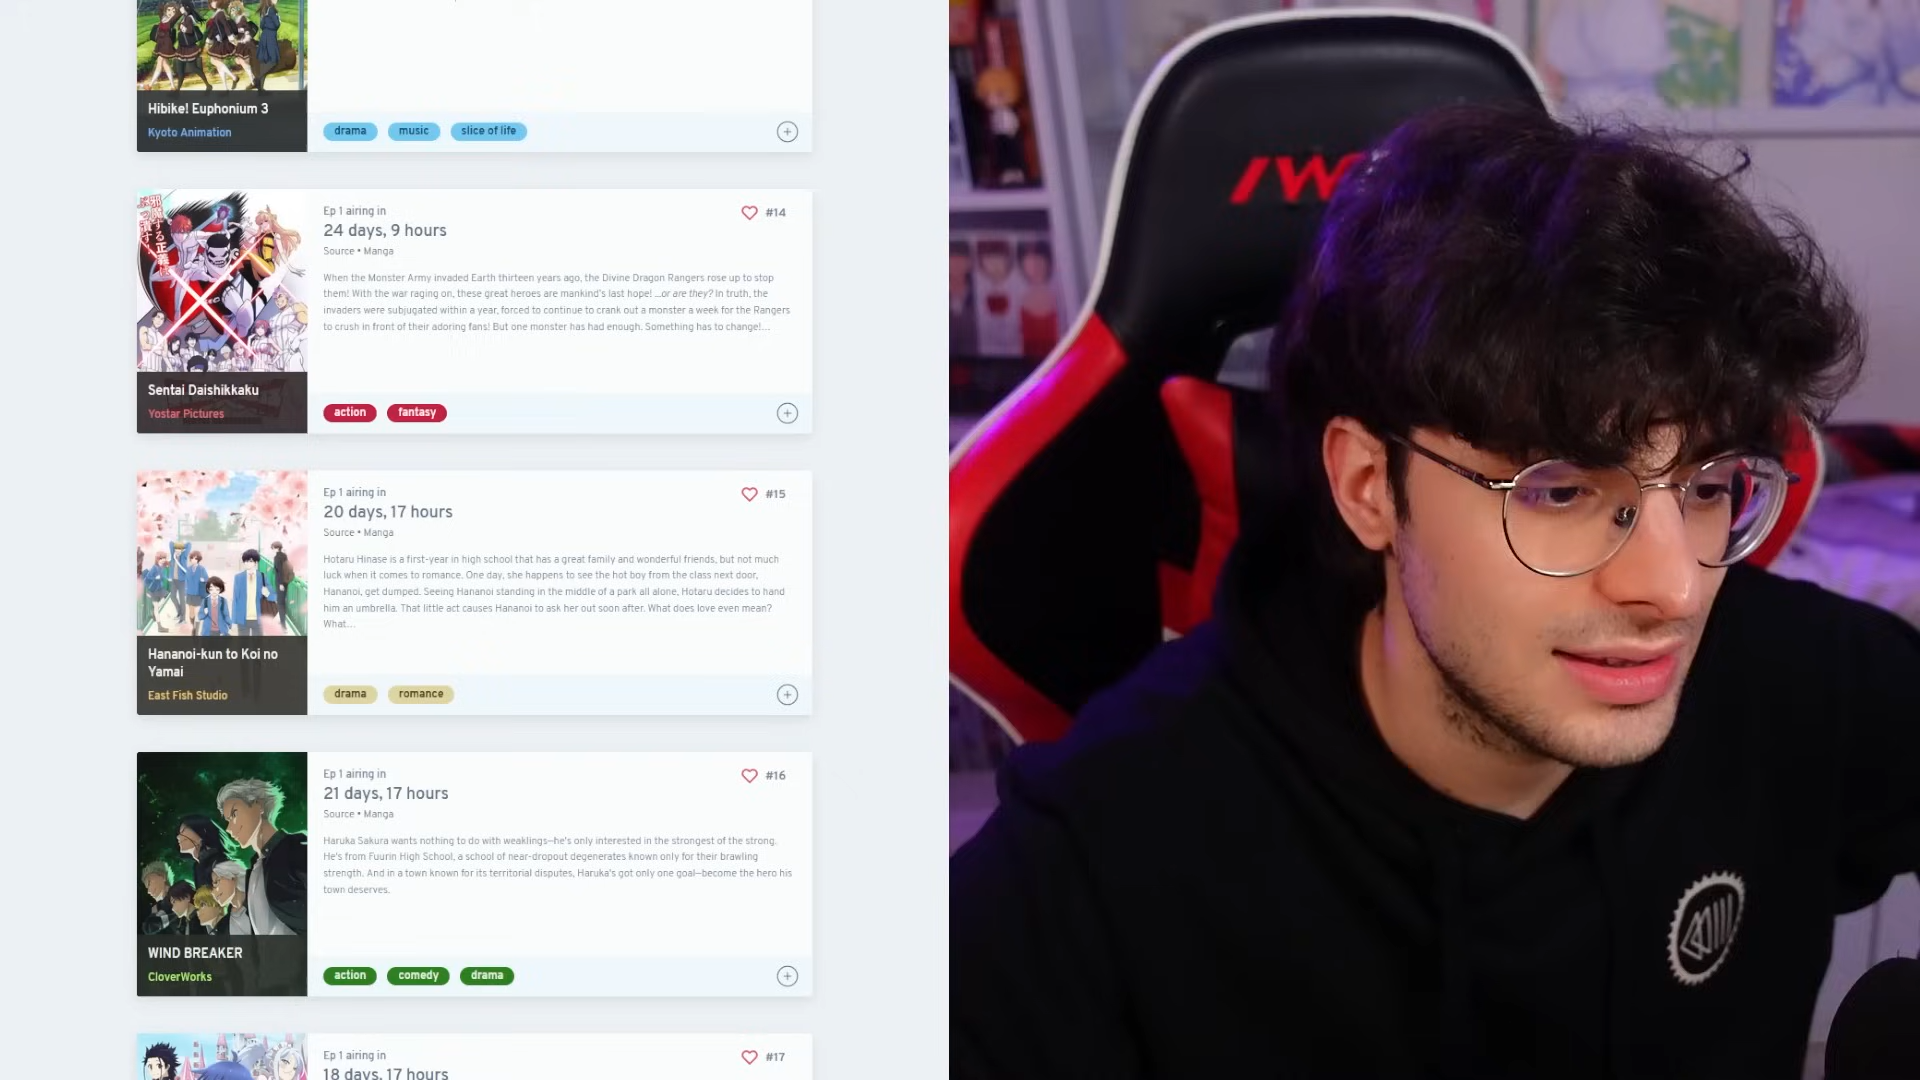 Hibike! Euphonium 3
Kyoto Animation
drama
music
slice of life
Ep 1 airing in
#14
24 days, 9 hours
Source • Manga
When the Monster Army invaded Earth thirteen years ago, the Divine Dragon Rangers rose up to stop
them! With the war raging on, these great heroes are mankind's last hope! ...or are they? In truth, the
invaders were subjugated within a year, forced to continue to crank out a monster a week for the Rangers
to crush in front of their adoring fans! But one monster has had enough. Something has to change!...
Sentai Daishikkaku
Yostar Pictures
action
fantasy
Ep 1 airing in
#15
20 days, 17 hours
Source • Manga
Hotaru Hinase is a first-year in high school that has a great family and wonderful friends, but not much
luck when it comes to romance. One day, she happens to see the hot boy from the class next door,
Hananoi, get dumped. Seeing Hananoi standing in the middle of a park all alone, Hotaru decides to hand
him an umbrella. That little act causes Hananoi to ask her out soon after. What does love even mean?
What...
Hananoi-kun to Koi no
Yamai
East Fish Studio
drama
romance
Ep 1 airing in
#16
21 days, 17 hours
Source • Manga
Haruka Sakura wants nothing to do with weaklings—he's only interested in the strongest of the strong.
He's from Fuurin High School, a school of near-dropout degenerates known only for their brawling
strength. And in a town known for its territorial disputes, Haruka's got only one goal—become the hero his
town deserves.
WIND BREAKER
CloverWorks
action
comedy
drama
Ep 1 airing in
#17
18 days, 17 hours